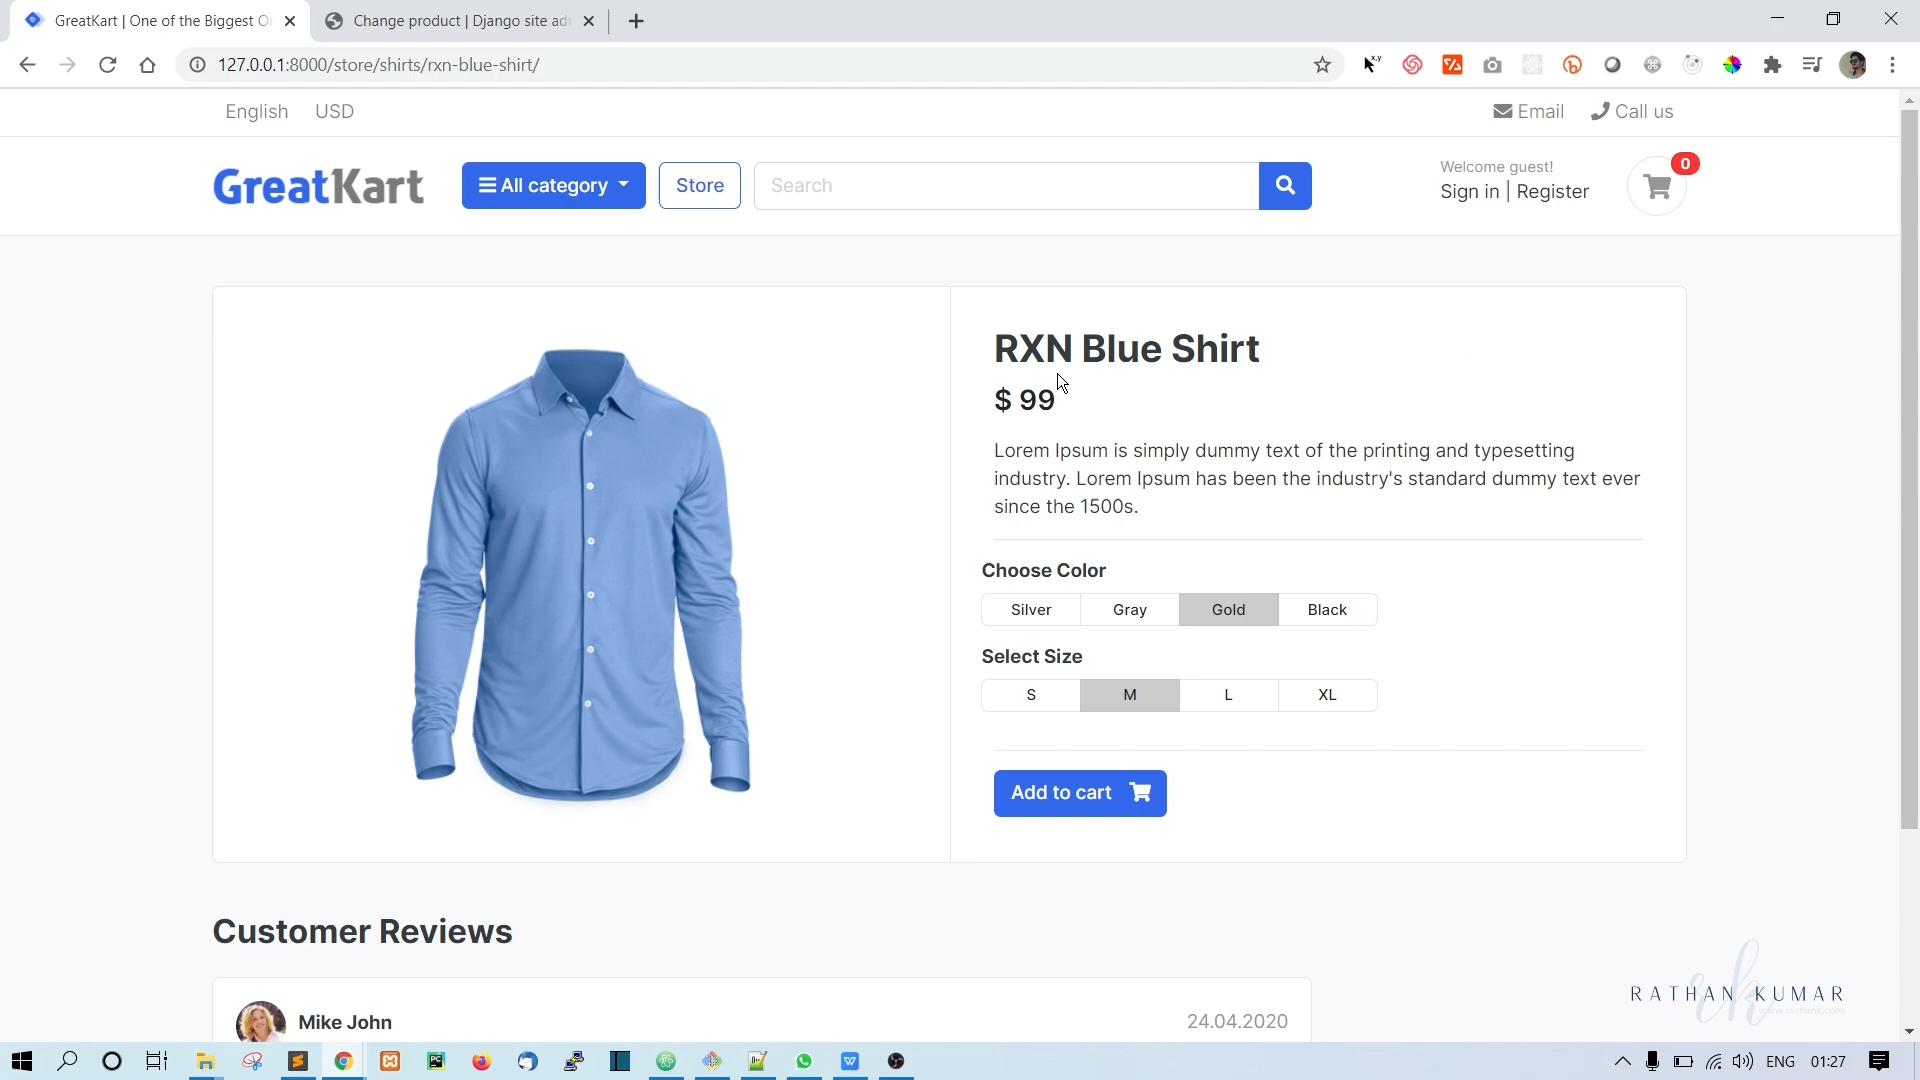 GreatKart | One of the Biggest O
Change product | Django site ad
127.0.0.1:8000/store/shirts/rxn-blue-shirt/
English
USD
Email
Call us
GreatKart
All category
Store
Search
Welcome guest!
Sign in | Register
0
RXN Blue Shirt
$ 99
Lorem Ipsum is simply dummy text of the printing and typesetting
industry. Lorem Ipsum has been the industry's standard dummy text ever
since the 1500s.
Choose Color
Silver
Gray
Gold
Black
Select Size
S
M
L
XL
Add to cart
Customer Reviews
Mike John
24.04.2020
RATHAN KUMAR
www.rathank.com
ENG
01:27